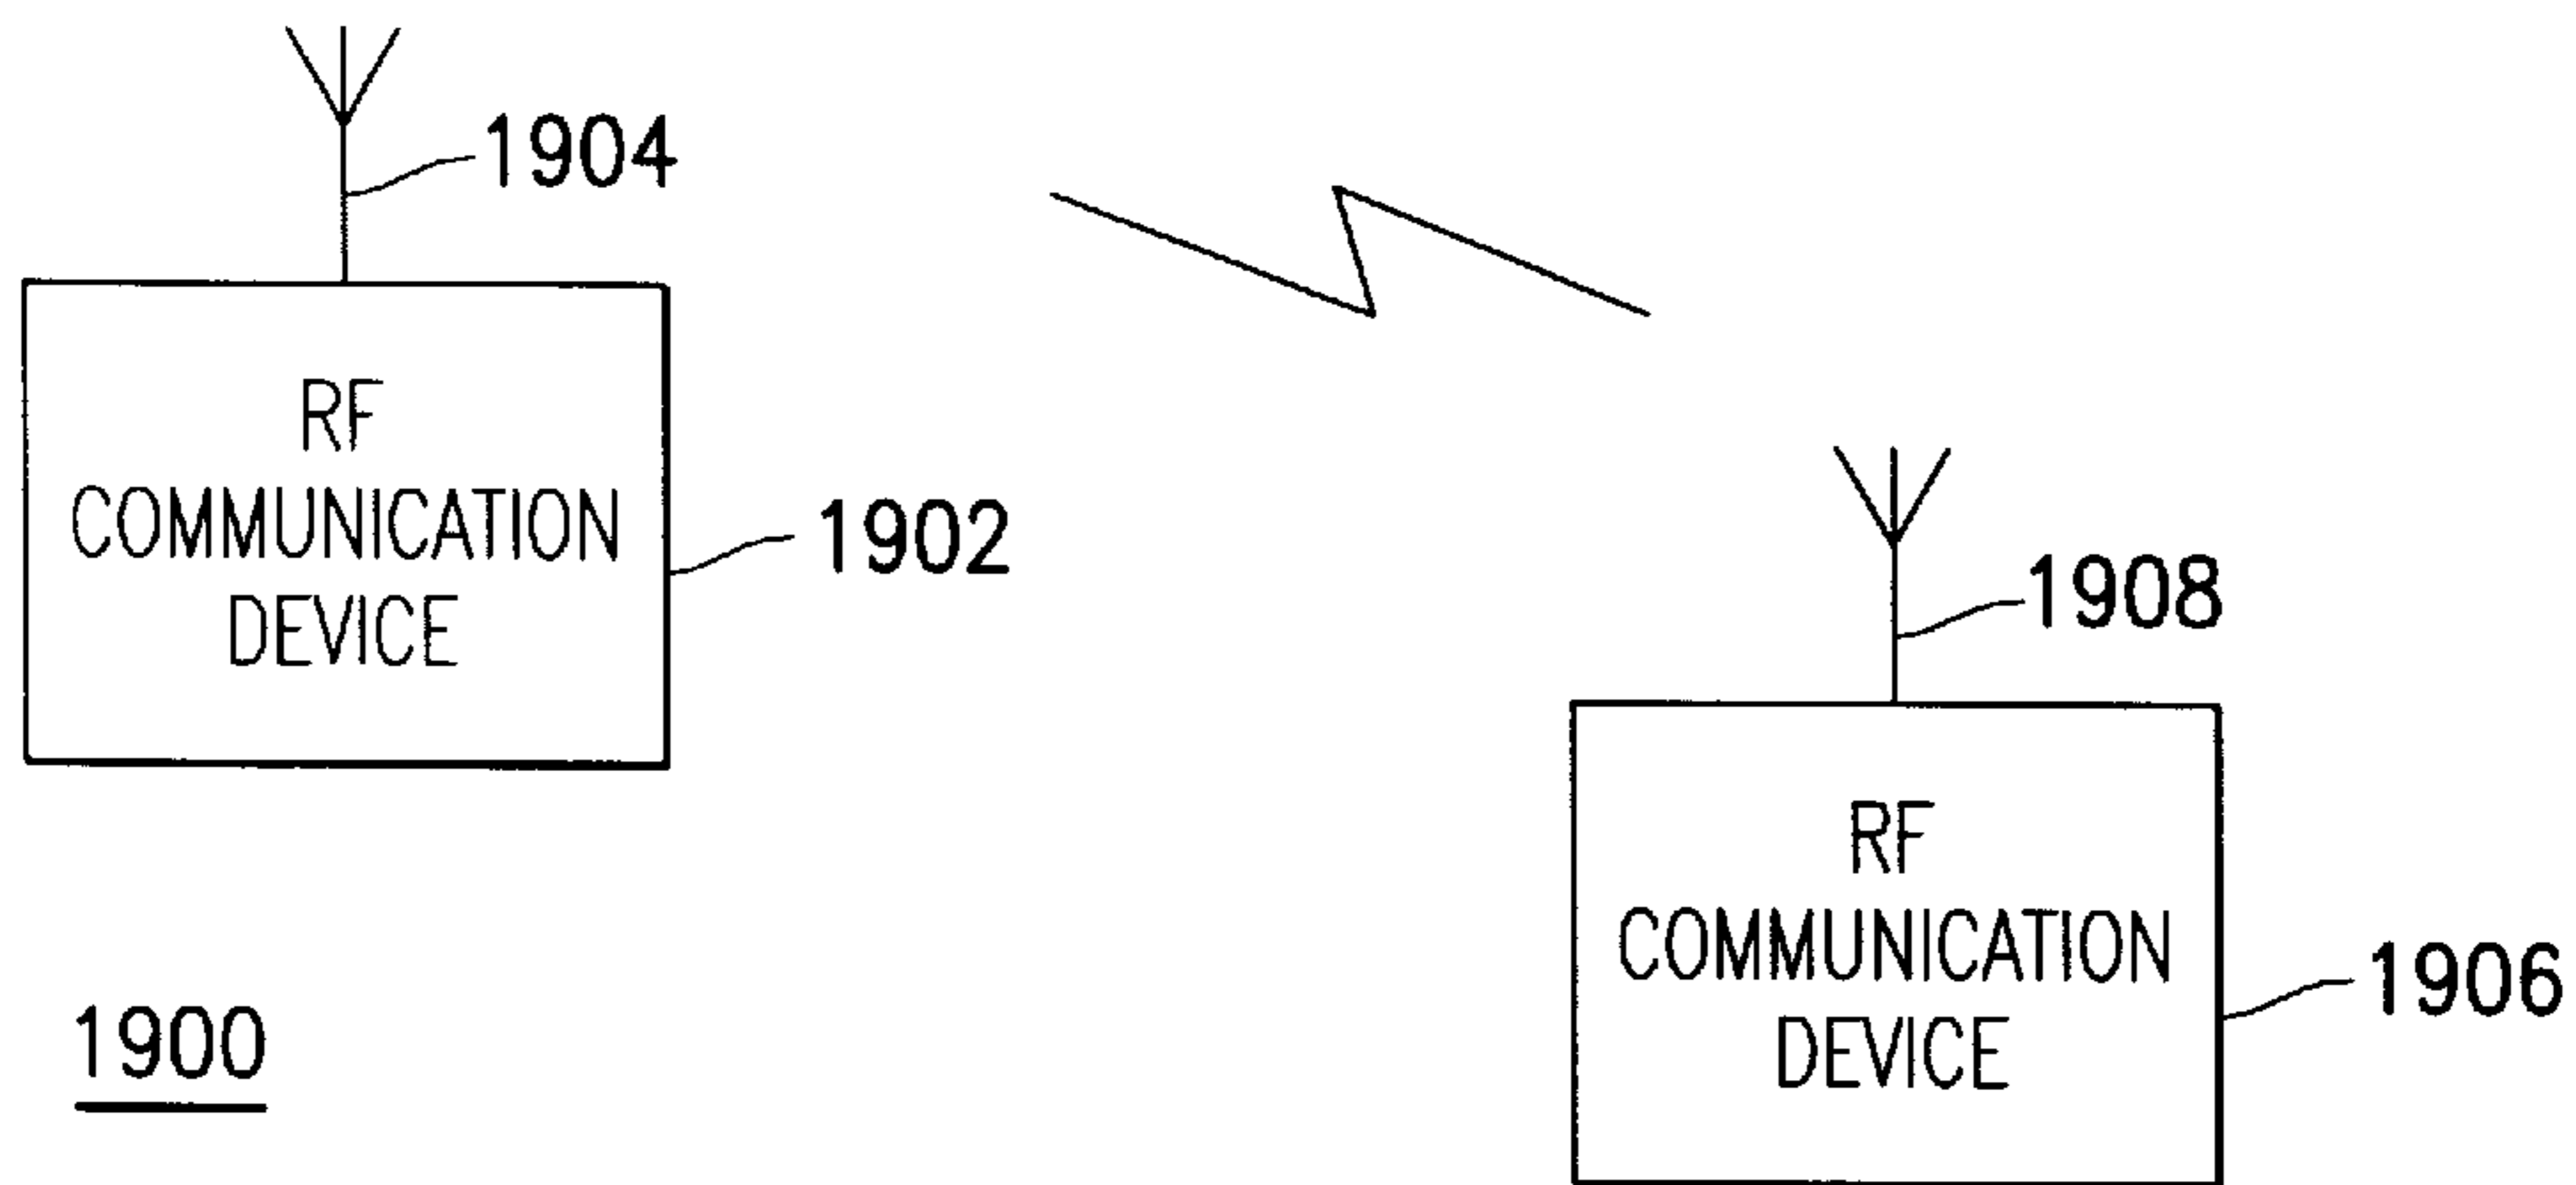 1904
RF
COMMUNICATION
DEVICE
1902
1908
RF
COMMUNICATION
DEVICE
1906
1900